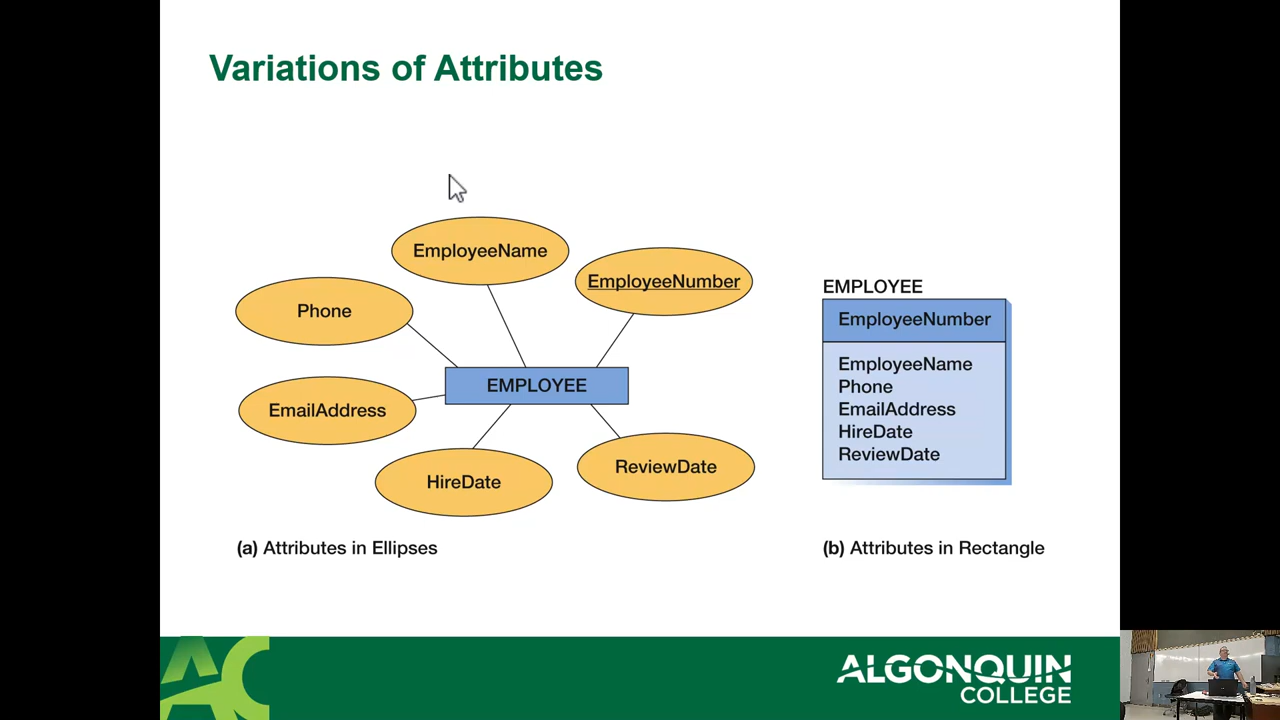 Variations of Attributes
EmployeeName
EmployeeNumber
Phone
EMPLOYEE
EmailAddress
HireDate
ReviewDate
(a) Attributes in Ellipses
EMPLOYEE
EmployeeNumber
EmployeeName
Phone
EmailAddress
HireDate
ReviewDate
(b) Attributes in Rectangle
AC
ALGONQUIN
COLLEGE